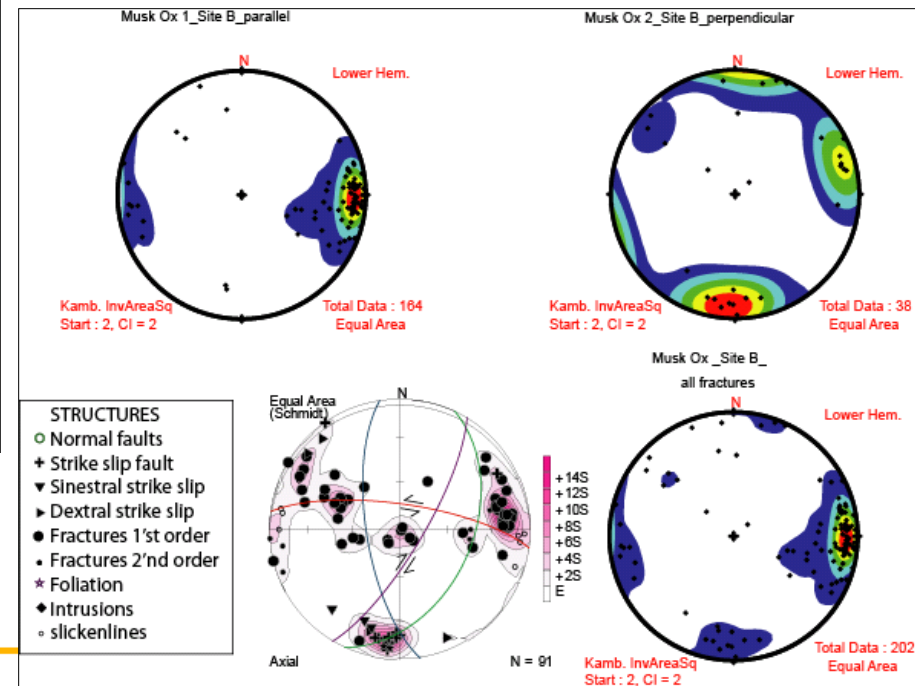 Musk Ox 1_Site B_parallel
N
Lower Hem.
Kamb. InvAreaSq
Start : 2, CI = 2
Total Data : 164
Equal Area
Musk Ox 2_Site B_perpendicular
N
Lower Hem.
Kamb. InvAreaSq
Start : 2, CI = 2
Total Data : 38
Equal Area
STRUCTURES
Normal faults
Strike slip fault
Sinestral strike slip
Dextral strike slip
Fractures 1'st order
Fractures 2'nd order
Foliation
Intrusions
slickenlines
Equal Area
(Schmidt)
N
+14S
+12S
+10S
+8S
+6S
+4S
+2S
E
Axial
N = 91
Musk Ox _Site B_
all fractures
N
Lower Hem.
Kamb. InvAreaSq
Start : 2, CI = 2
Total Data : 202
Equal Area